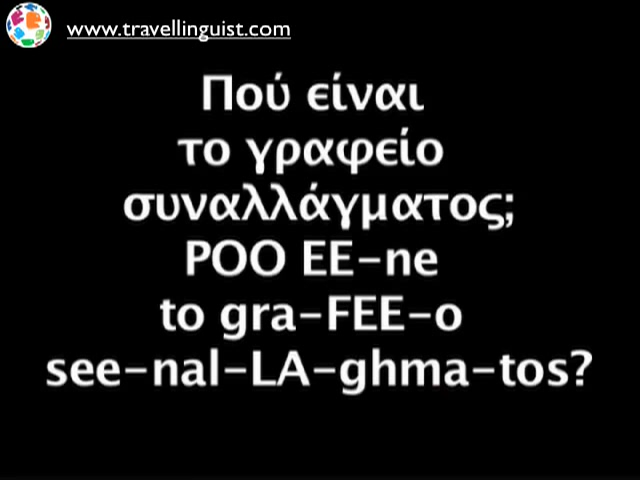 www.travellinguist.com
Πού είναι
το γραφείο
συναλλάγματος;
POO EE-ne
to gra-FEE-o
see-nal-LA-ghma-tos?